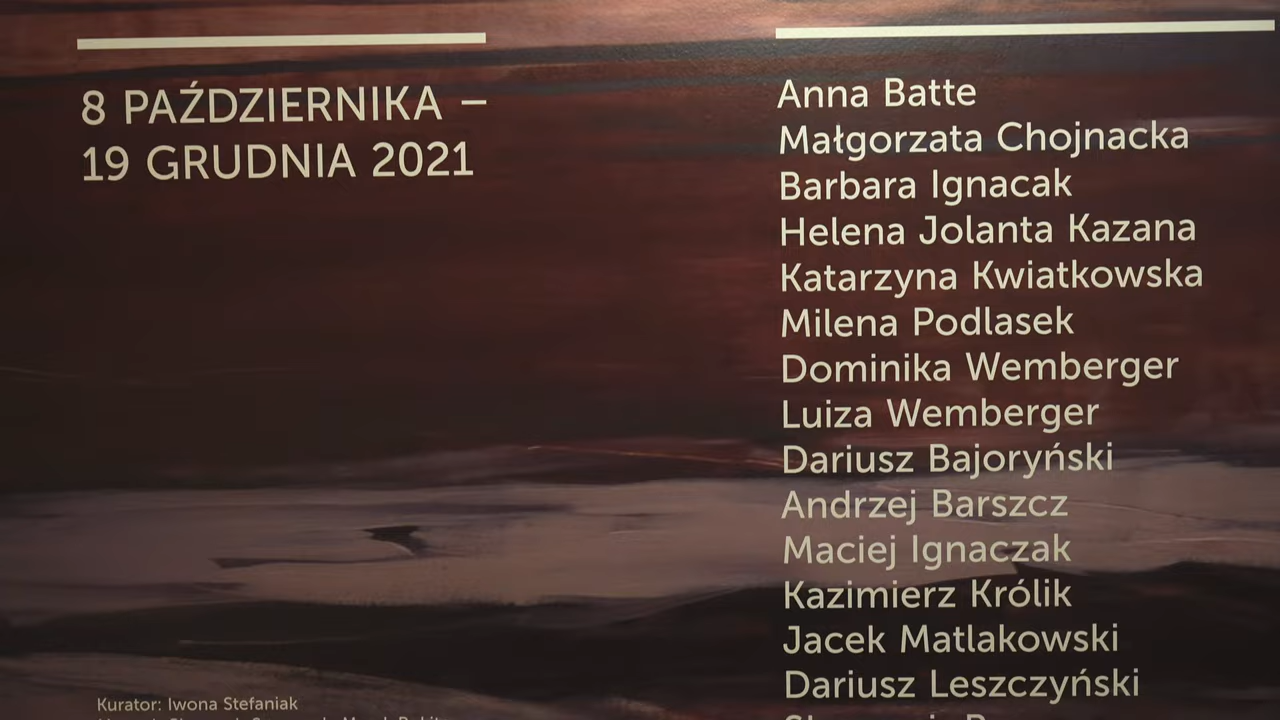 8 PAŹDZIERNIKA –
19 GRUDNIA 2021
Anna Batte
Małgorzata Chojnacka
Barbara Ignacak
Helena Jolanta Kazana
Katarzyna Kwiatkowska
Milena Podlasek
Dominika Wemberger
Luiza Wemberger
Dariusz Bajoryński
Andrzej Barszcz
Maciej Ignaczak
Kazimierz Królik
Jacek Matlakowski
Dariusz Leszczyński
Kurator: Iwona Stefaniak